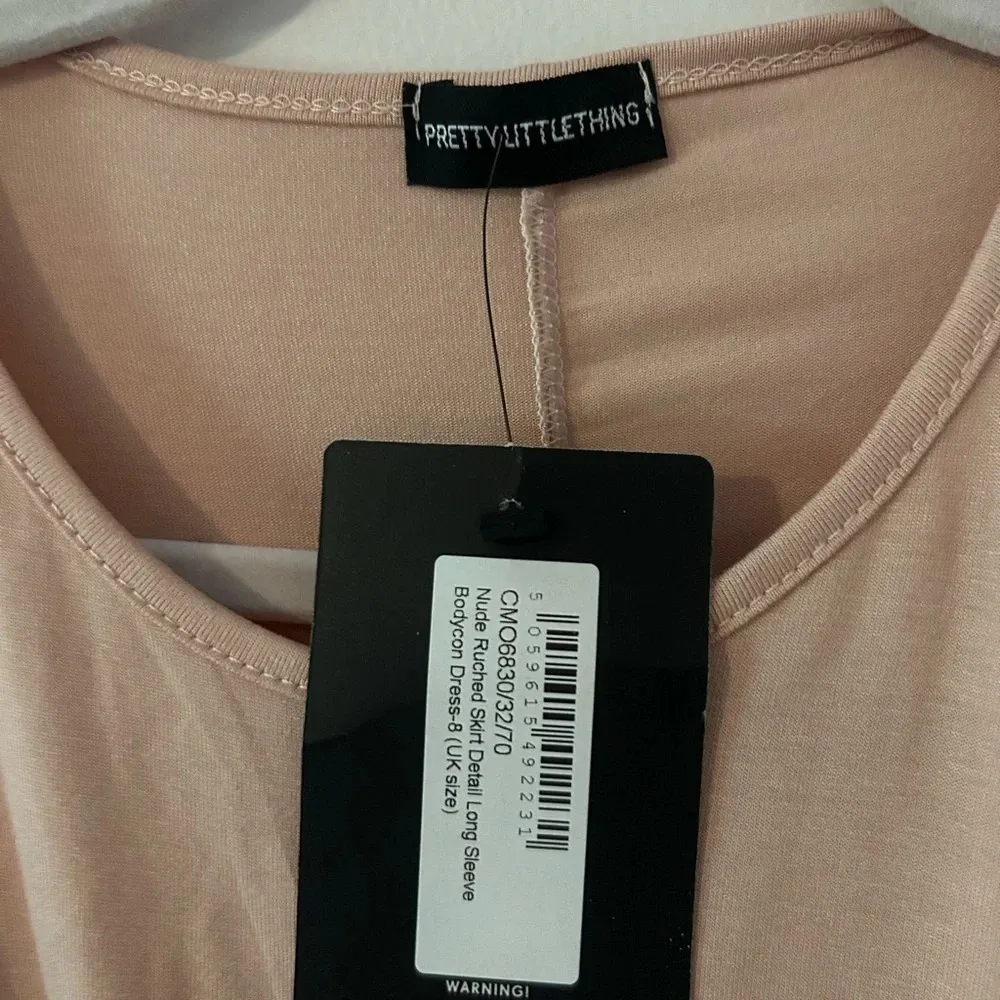 PRETTYLITTLETHING
5 059615 492231
CMO6830/32/70
Nude Ruched Skirt Detail Long Sleeve
Bodycon Dress-8 (UK size)
WARNING!